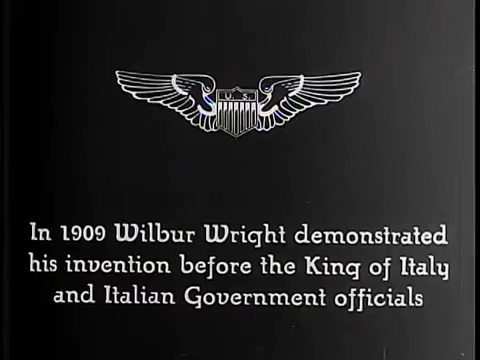 U.S.
In 1909 Wilbur Wright demonstrated
his invention before the King of Italy
and Italian Government officials